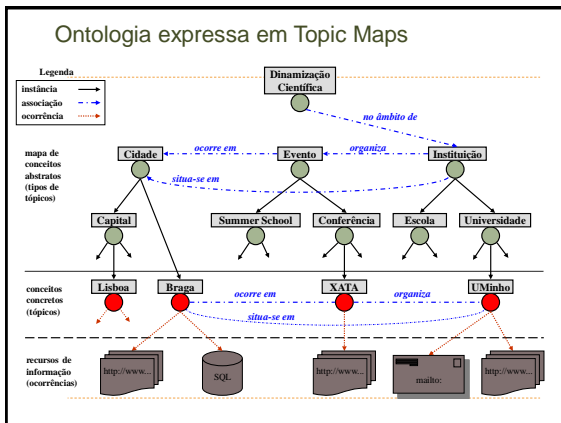 Ontologia expressa em Topic Maps
Legenda
instância
associação
ocorrência
Dinamização
Científica
no âmbito de
mapa de
conceitos
abstratos
(tipos de
tópicos)
Cidade
ocorre em
Evento
organiza
Instituição
situa-se em
Capital
Summer School
Conferência
Escola
Universidade
conceitos
concretos
(tópicos)
Lisboa
Braga
ocorre em
XATA
organiza
UMinho
situa-se em
recursos de
informação
(ocorrências)
http://www...
SQL
http://www...
mailto:
http://www...